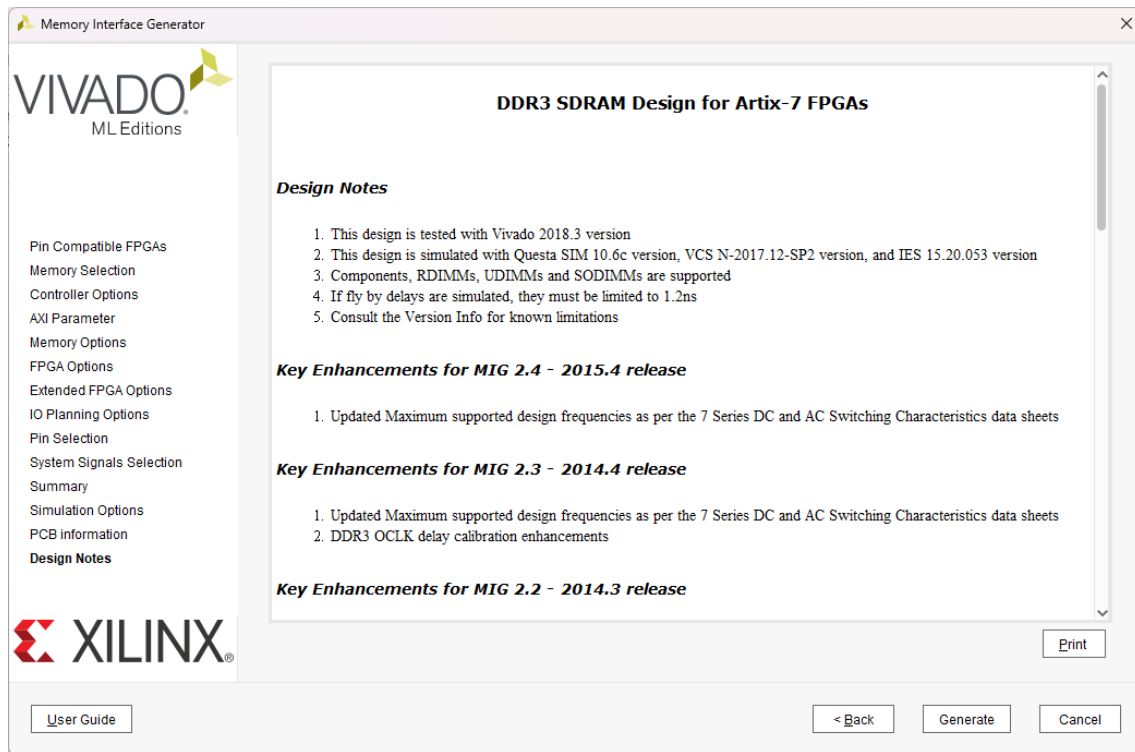 Memory Interface Generator
VIVADO.
ML Editions
Pin Compatible FPGAs
Memory Selection
Controller Options
AXI Parameter
Memory Options
FPGA Options
Extended FPGA Options
IO Planning Options
Pin Selection
System Signals Selection
Summary
Simulation Options
PCB information
Design Notes
XILINX®
DDR3 SDRAM Design for Artix-7 FPGAs
Design Notes
1. This design is tested with Vivado 2018.3 version
2. This design is simulated with Questa SIM 10.6c version, VCS N-2017.12-SP2 version, and IES 15.20.053 version
3. Components, RDIMMs, UDIMMs and SODIMMs are supported
4. If fly by delays are simulated, they must be limited to 1.2ns
5. Consult the Version Info for known limitations
Key Enhancements for MIG 2.4 - 2015.4 release
1. Updated Maximum supported design frequencies as per the 7 Series DC and AC Switching Characteristics data sheets
Key Enhancements for MIG 2.3 - 2014.4 release
1. Updated Maximum supported design frequencies as per the 7 Series DC and AC Switching Characteristics data sheets
2. DDR3 OCLK delay calibration enhancements
Key Enhancements for MIG 2.2 - 2014.3 release
Print
User Guide
< Back
Generate
Cancel